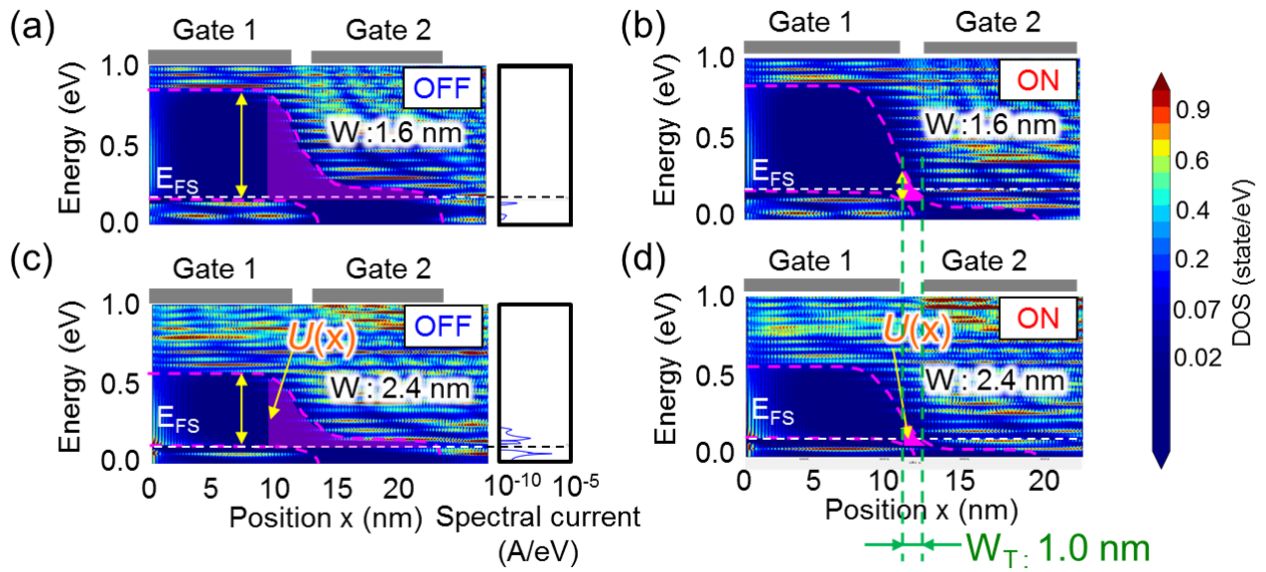 (a)
Gate 1 Gate 2
Energy (eV)
1.0
0.5
0.0
OFF
W :1.6 nm
E_FS
(b)
Gate 1 Gate 2
Energy (eV)
1.0
0.5
0.0
ON
W :1.6 nm
E_FS
(c)
Gate 1 Gate 2
Energy (eV)
1.0
0.5
0.0
OFF
U(x)
W : 2.4 nm
E_FS
0 5 10 15 20
Position x (nm)
10⁻¹⁰ 10⁻⁵
Spectral current
(A/eV)
(d)
Gate 1 Gate 2
Energy (eV)
1.0
0.5
0.0
ON
U(x)
W : 2.4 nm
E_FS
0 5 10 15 20
Position x (nm)
W_T : 1.0 nm
0.9
0.6
0.4
0.2
0.07
0.02
DOS (state/eV)